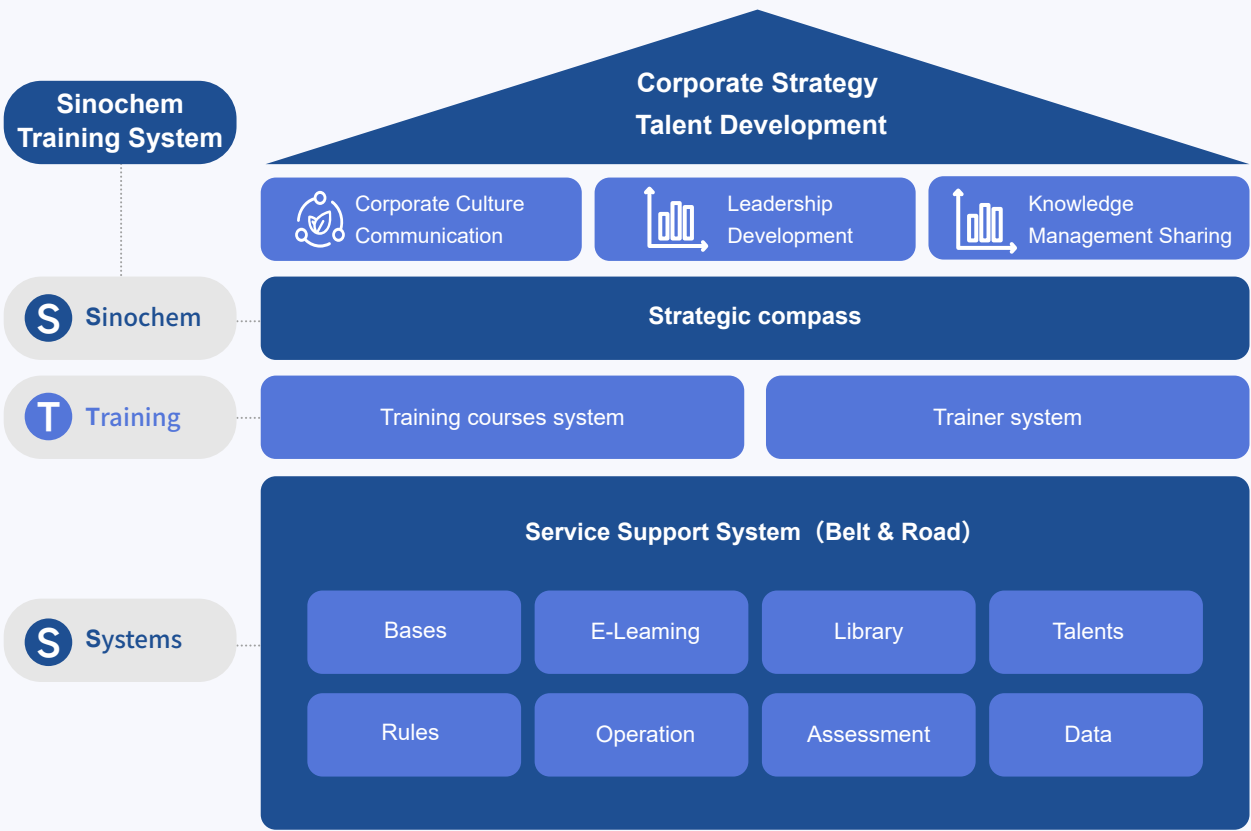 Corporate Strategy
Talent Development
Sinochem
Training System
Corporate Culture
Communication
Leadership
Development
Knowledge
Management Sharing
S Sinochem
Strategic compass
T Training
Training courses system
Trainer system
Service Support System（Belt & Road）
S Systems
Bases
E-Leaming
Library
Talents
Rules
Operation
Assessment
Data